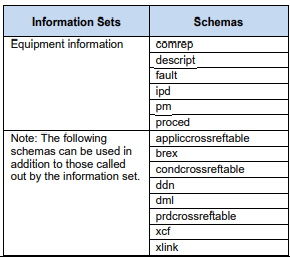 Information Sets Schemas
Equipment information comrep
descript
fault
ipd
pm
proced
Note: The following appliccrossreftable
schemas can be used in brex
addition to those called condcrossreftable
out by the information set. ddn
dml
prdcrossreftable
xcf
xlink